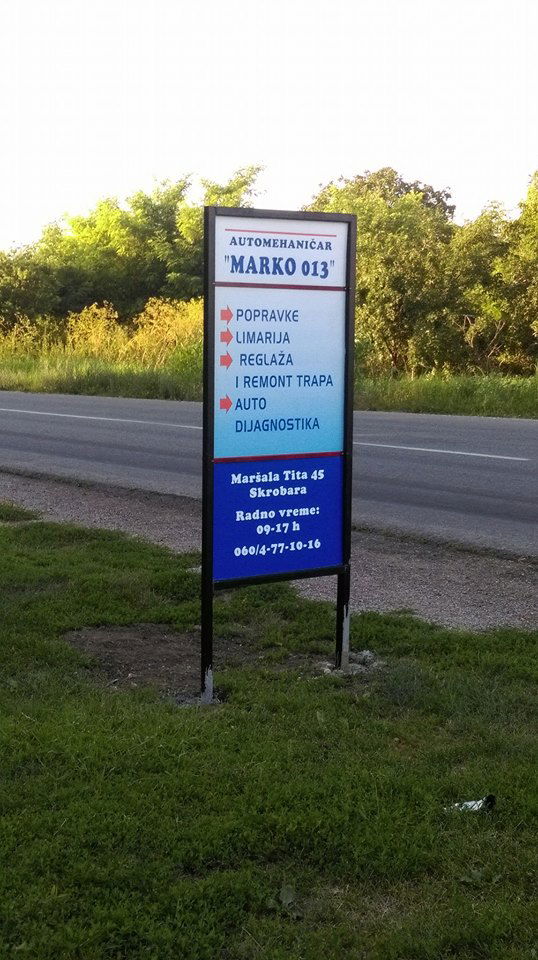 AUTOMEHANIČAR
"MARKO 013"
POPRAVKE
LIMARIJA
REGLAŽA
I REMONT TRAPA
AUTO
DIJAGNOSTIKA
Maršala Tita 45
Skrobara
Radno vreme:
09-17 h
060/4-77-10-16